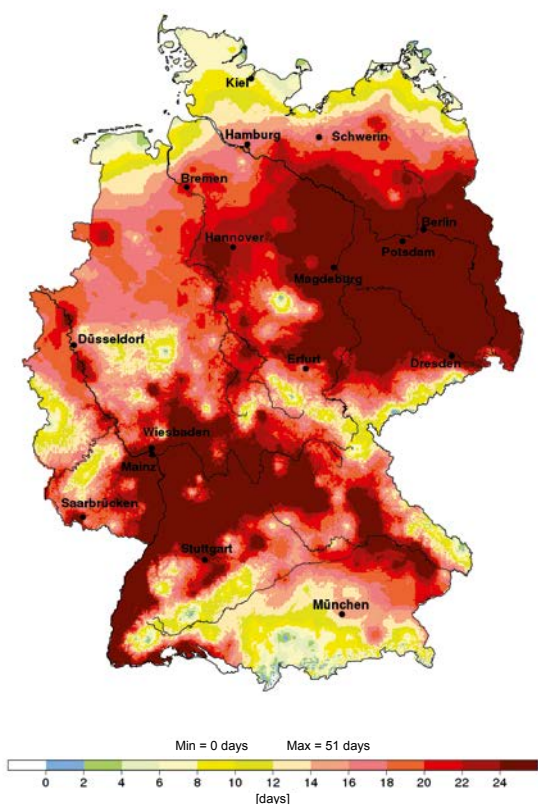 Kiel
Hamburg
Schwerin
Bremen
Hannover
Berlin
Potsdam
Magdeburg
Düsseldorf
Erfurt
Dresden
Wiesbaden
Mainz
Saarbrücken
Stuttgart
München
Min = 0 days Max = 51 days
0 2 4 6 8 10 12 14 16 18 20 22 24
[days]